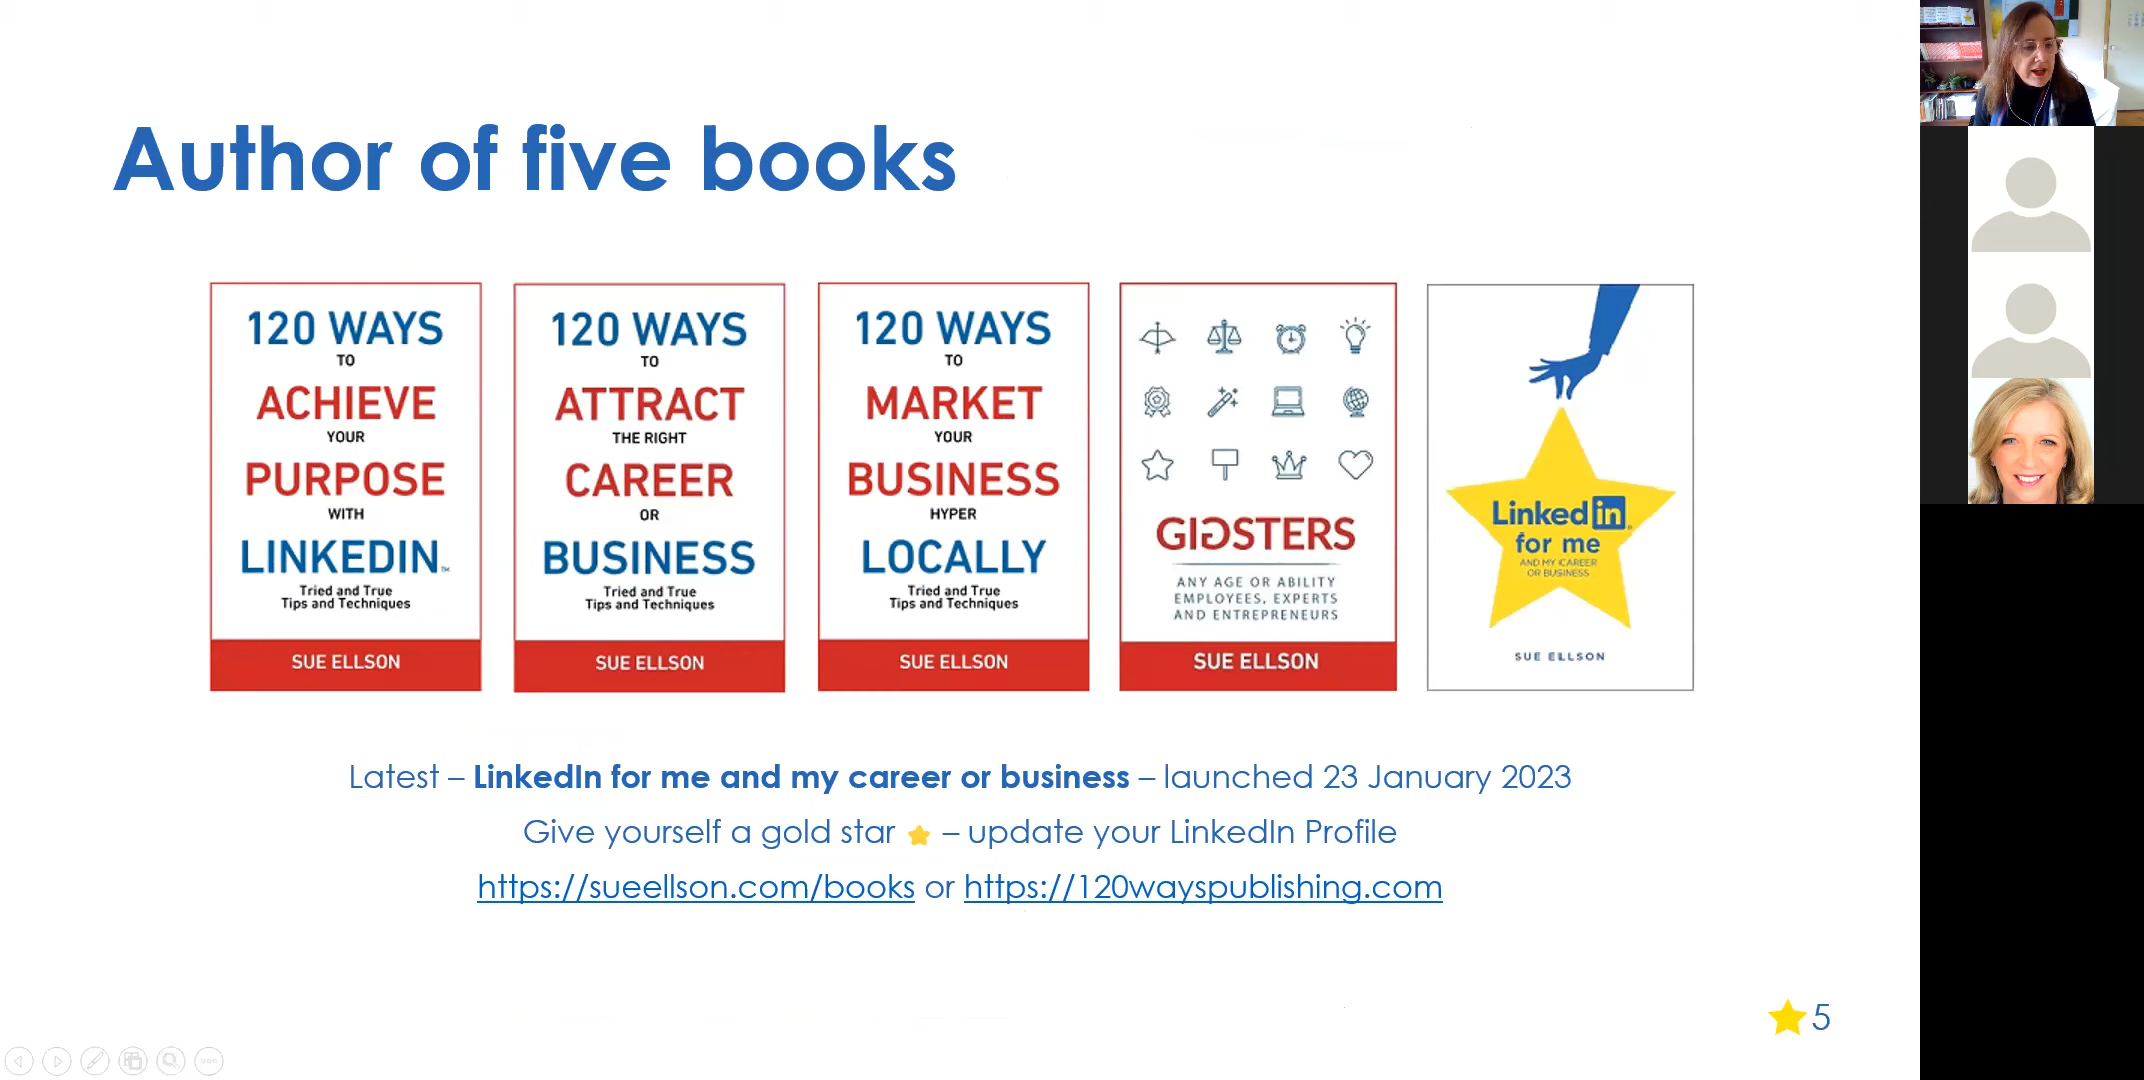 Author of five books
120 WAYS
TO
ACHIEVE
YOUR
PURPOSE
WITH
LINKEDIN™
Tried and True
Tips and Techniques
SUE ELLSON
120 WAYS
TO
ATTRACT
THE RIGHT
CAREER
OR
BUSINESS
Tried and True
Tips and Techniques
SUE ELLSON
120 WAYS
TO
MARKET
YOUR
BUSINESS
HYPER
LOCALLY
Tried and True
Tips and Techniques
SUE ELLSON
GIGSTERS
ANY AGE OR ABILITY
EMPLOYEES, EXPERTS
AND ENTREPRENEURS
SUE ELLSON
Linkedin
for me
AND MY CAREER
OR BUSINESS
SUE ELLSON
Latest – LinkedIn for me and my career or business – launched 23 January 2023
Give yourself a gold star – update your LinkedIn Profile
https://sueellson.com/books or https://120wayspublishing.com
5